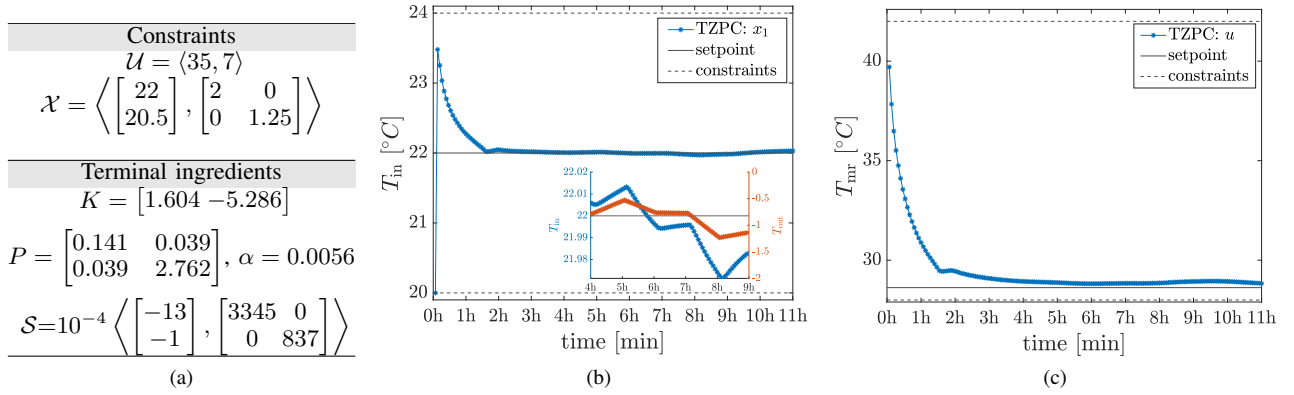 Constraints
𝒰 = ⟨35, 7⟩
𝒳 = ⟨[22 20.5], [2 0 0 1.25]⟩
Terminal ingredients
K = [1.604 −5.286]
P = [0.141 0.039 0.039 2.762], α = 0.0056
𝒮=10⁻⁴ ⟨[−13 −1], [3345 0 0 837]⟩
(a)
24
23
22
21
20
T_in [°C]
TZPC: x₁
setpoint
constraints
22.02
22.01
22
21.99
21.98
T_in
0
-0.5
-1
-1.5
-2
T_out
4h 5h 6h 7h 8h 9h
0h 1h 2h 3h 4h 5h 6h 7h 8h 9h 10h 11h
time [min]
(b)
40
35
30
T_mr [°C]
TZPC: u
setpoint
constraints
0h 1h 2h 3h 4h 5h 6h 7h 8h 9h 10h 11h
time [min]
(c)